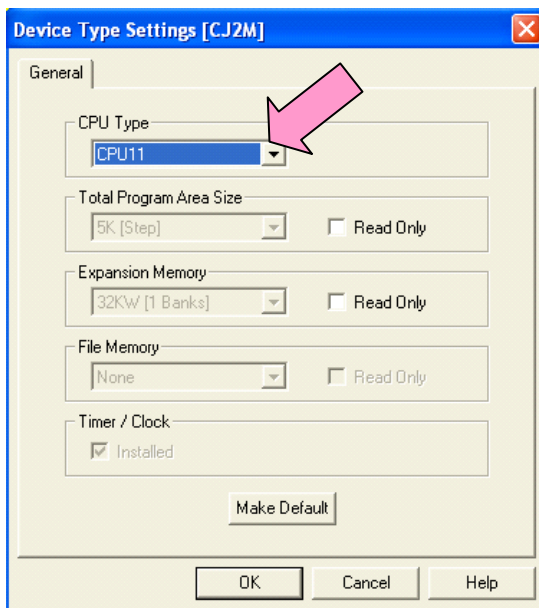 Device Type Settings [CJ2M]
General
CPU Type
CPU11
Total Program Area Size
5K [Step]
Read Only
Expansion Memory
32KW [1 Banks]
Read Only
File Memory
None
Read Only
Timer / Clock
Installed
Make Default
OK
Cancel
Help